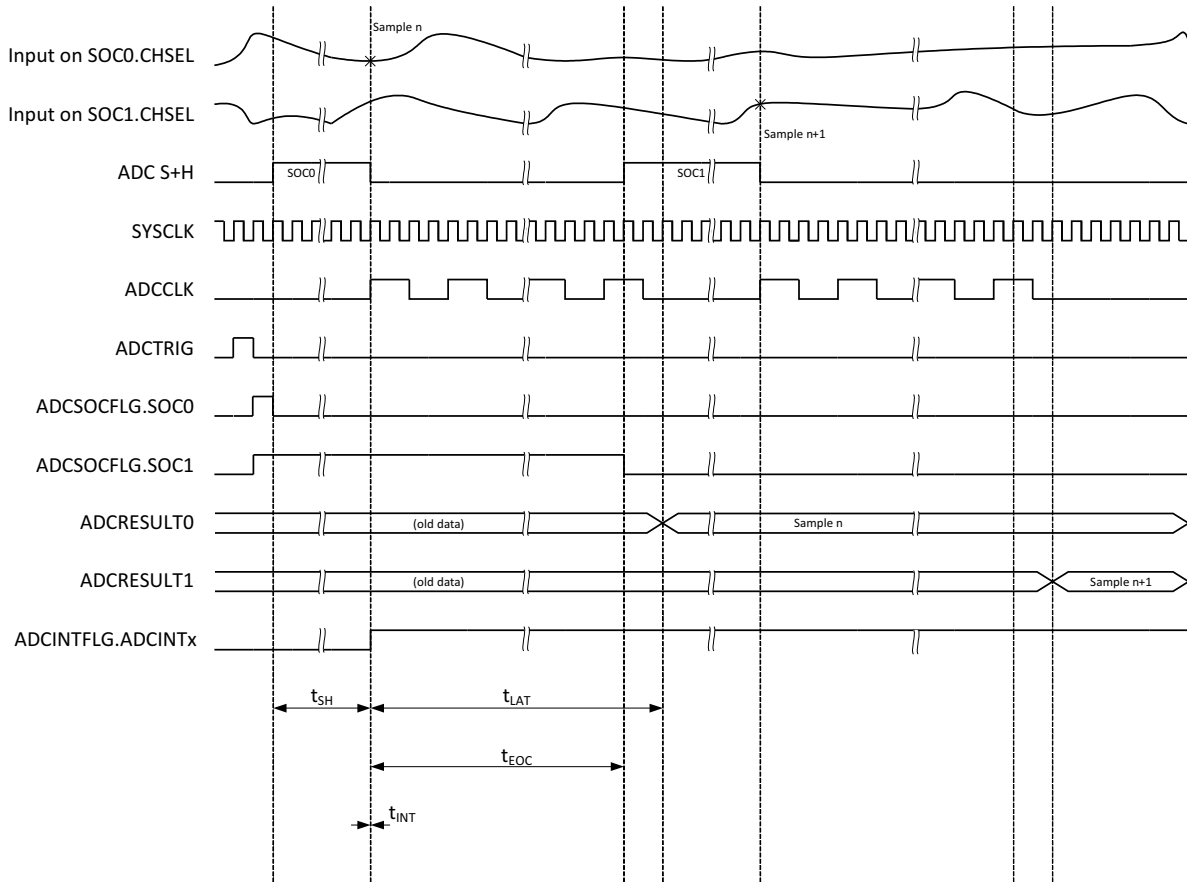 Sample n
Input on SOC0.CHSEL
Input on SOC1.CHSEL
Sample n+1
ADC S+H
SOC0
SOC1
SYSCLK
ADCCLK
ADCTRIG
ADCSOCFLG.SOC0
ADCSOCFLG.SOC1
ADCRESULT0
(old data)
Sample n
ADCRESULT1
(old data)
Sample n+1
ADCINTFLG.ADCINTx
tSH
tLAT
tEOC
tINT